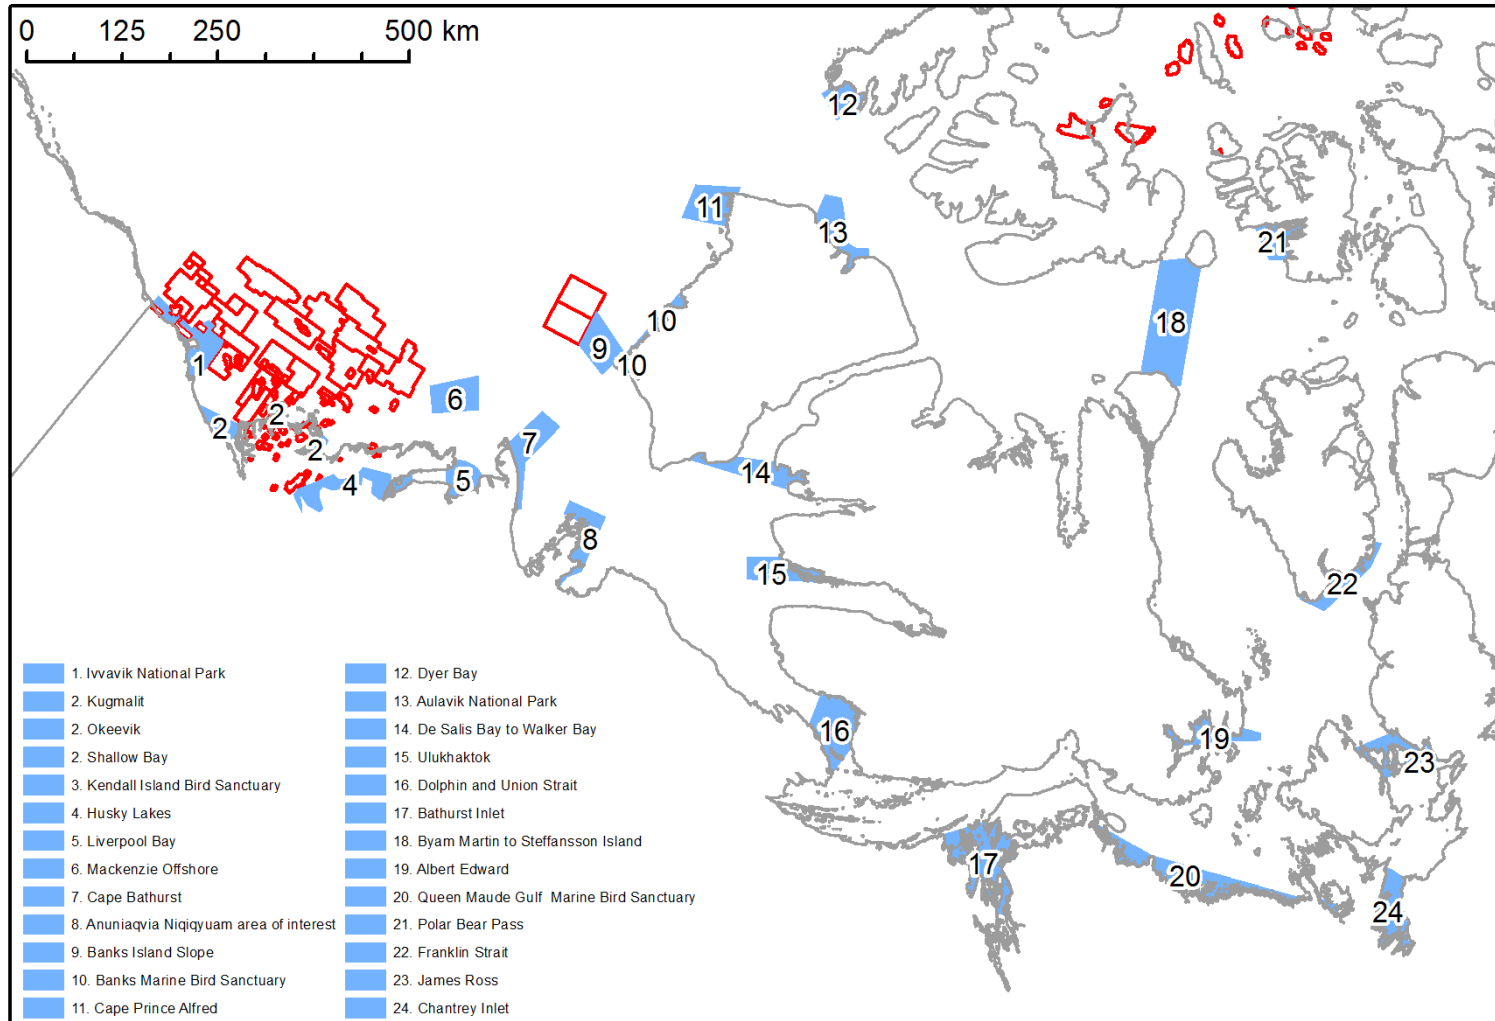 0 125 250 500 km
12
11
13
21
18
10
9
10
1
6
2
2
2
7
4
5
14
8
15
22
16
19
23
17
20
24
1. Ivvavik National Park
2. Kugmalit
2. Okeevik
2. Shallow Bay
3. Kendall Island Bird Sanctuary
4. Husky Lakes
5. Liverpool Bay
6. Mackenzie Offshore
7. Cape Bathurst
8. Anuniaqvia Niqiqyuam area of interest
9. Banks Island Slope
10. Banks Marine Bird Sanctuary
11. Cape Prince Alfred
12. Dyer Bay
13. Aulavik National Park
14. De Salis Bay to Walker Bay
15. Ulukhaktok
16. Dolphin and Union Strait
17. Bathurst Inlet
18. Byam Martin to Steffansson Island
19. Albert Edward
20. Queen Maude Gulf Marine Bird Sanctuary
21. Polar Bear Pass
22. Franklin Strait
23. James Ross
24. Chantrey Inlet